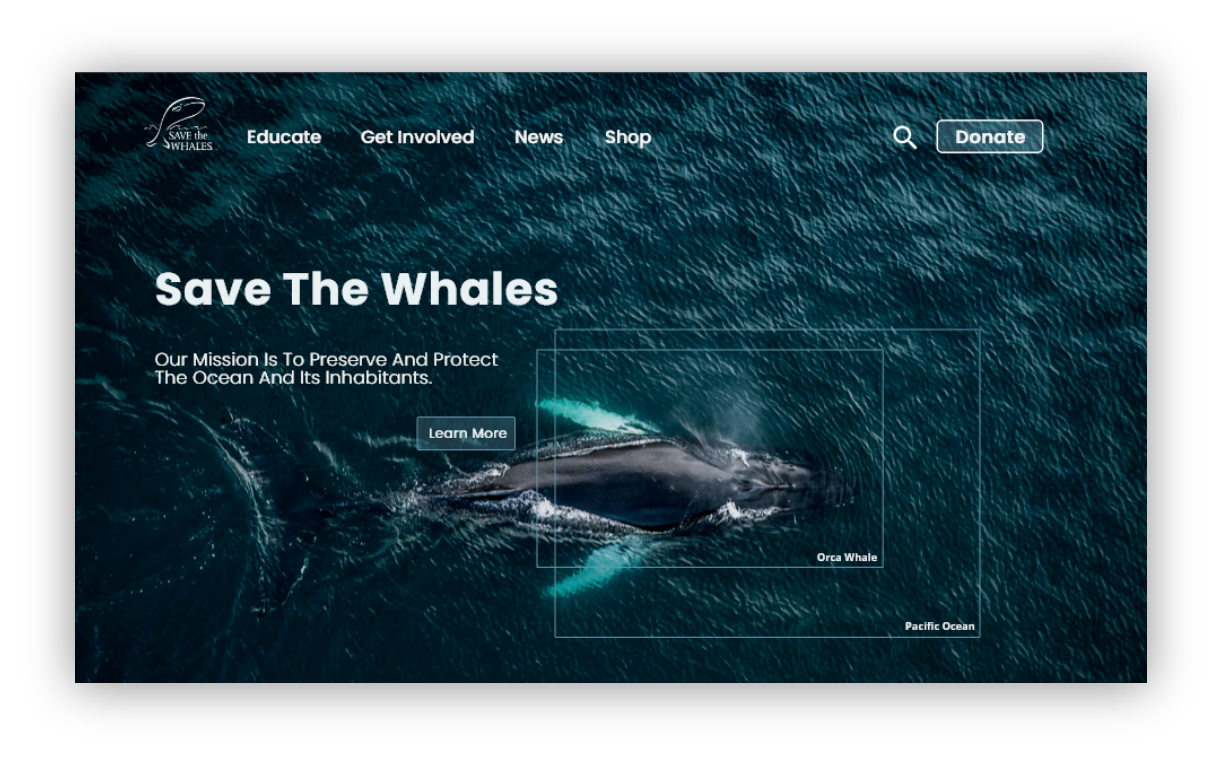 SAVE the
WHALES
Educate
Get Involved
News
Shop
Donate
Save The Whales
Our Mission Is To Preserve And Protect
The Ocean And Its Inhabitants.
Learn More
Orca Whale
Pacific Ocean